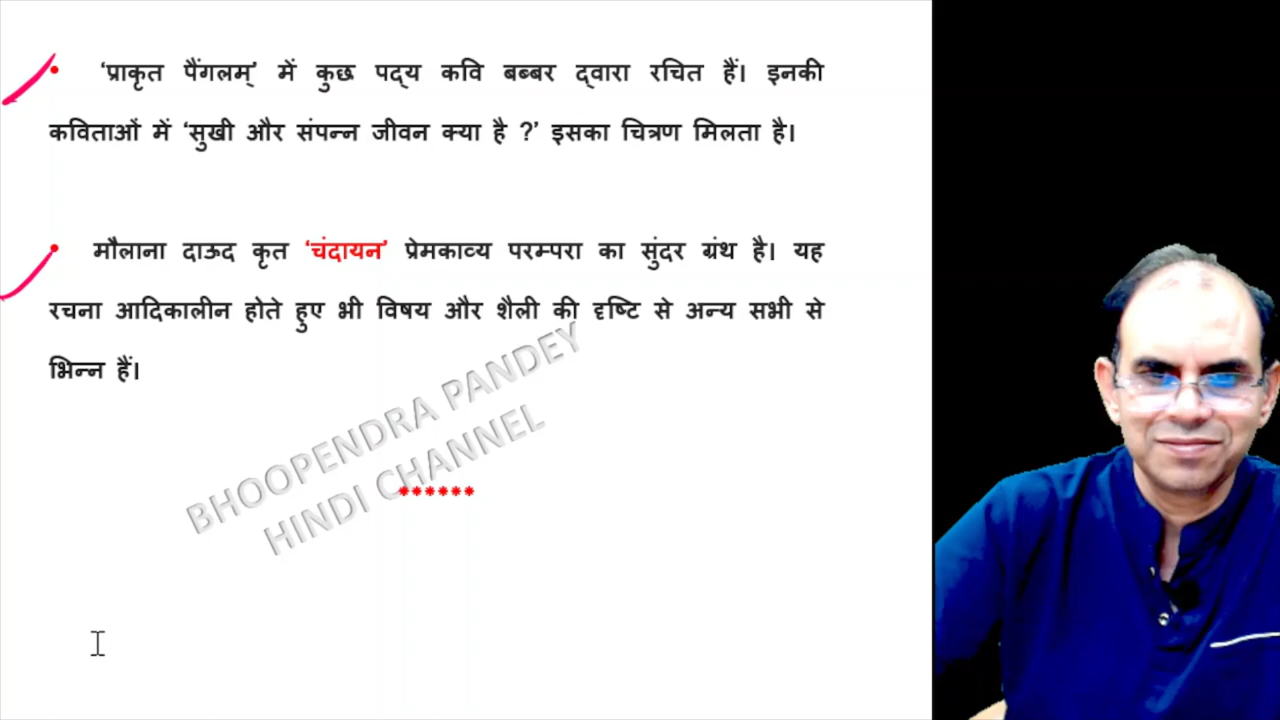 • ‘प्राकृत पैंगलम्’ में कुछ पद्य कवि बब्बर द्वारा रचित हैं। इनकी
कविताओं में ‘सुखी और संपन्न जीवन क्या है ?’ इसका चित्रण मिलता है।
• मौलाना दाऊद कृत ‘चंदायन’ प्रेमकाव्य परम्परा का सुंदर ग्रंथ है। यह
रचना आदिकालीन होते हुए भी विषय और शैली की दृष्टि से अन्य सभी से
भिन्न हैं।
BHOOPENDRA PANDEY
HINDI CHANNEL
******